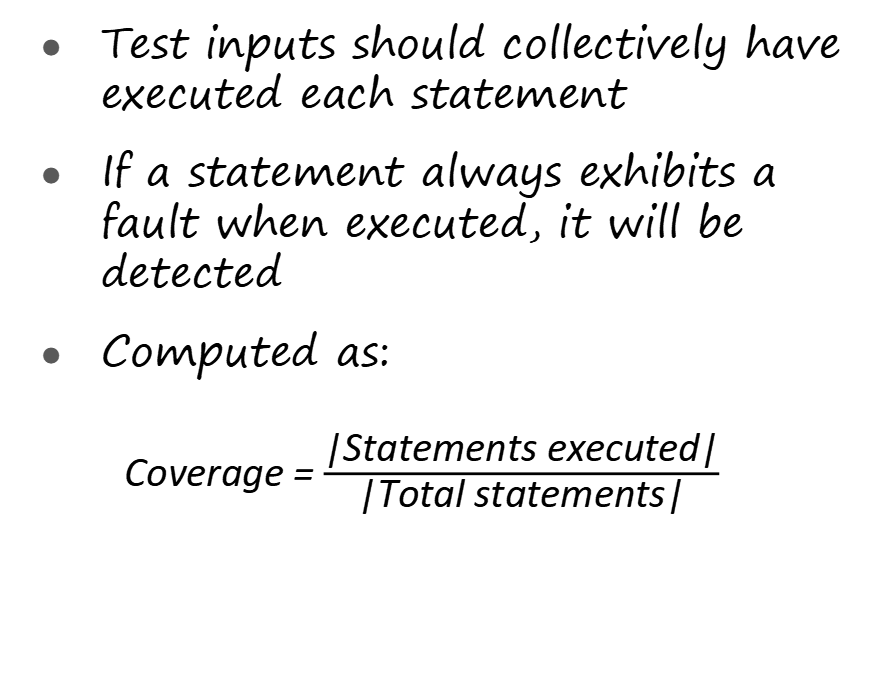 • Test inputs should collectively have
executed each statement
• If a statement always exhibits a
fault when executed, it will be
detected
• Computed as:
Coverage = |Statements executed|
|Total statements|